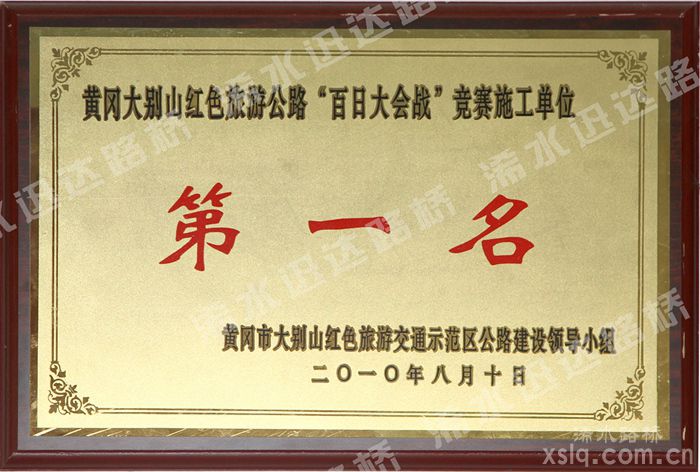 黄冈大别山红色旅游公路“百日大会战”竞赛施工单位
第一名
黄冈市大别山红色旅游交通示范区公路建设领导小组
二〇一〇年八月十日
浠水迅达路桥
浠水迅达路桥
浠水迅达路桥
浠水路桥
xslq.com.cn